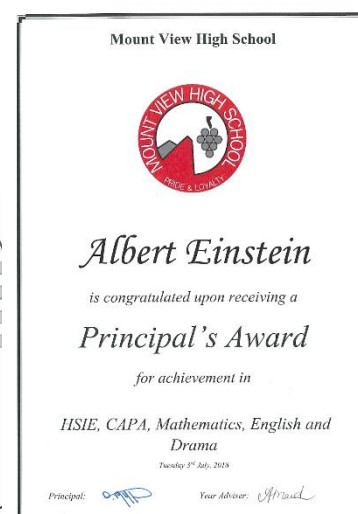 Mount View High School
MOUNT VIEW HIGH SCHOOL
PRIDE & LOYALTY
Albert Einstein
is congratulated upon receiving a
Principal's Award
for achievement in
HSIE, CAPA, Mathematics, English and
Drama
Tuesday 3rd July, 2018
Principal: Year Adviser: